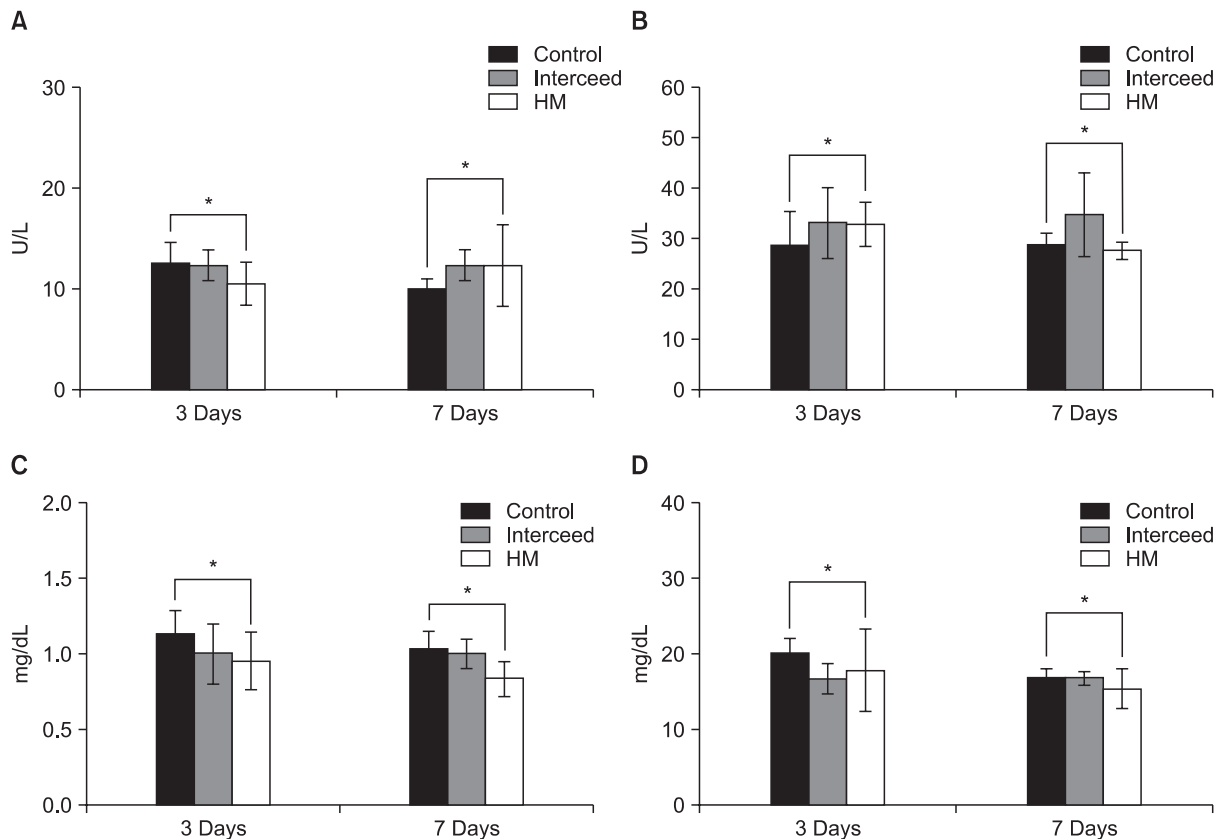 A
Control
Interceed
HM
30
20
10
0
U/L
*
*
3 Days
7 Days
B
Control
Interceed
HM
60
50
40
30
20
10
0
U/L
*
*
3 Days
7 Days
C
Control
Interceed
HM
2.0
1.5
1.0
0.5
0.0
mg/dL
*
*
3 Days
7 Days
D
Control
Interceed
HM
40
30
20
10
0
mg/dL
*
*
3 Days
7 Days